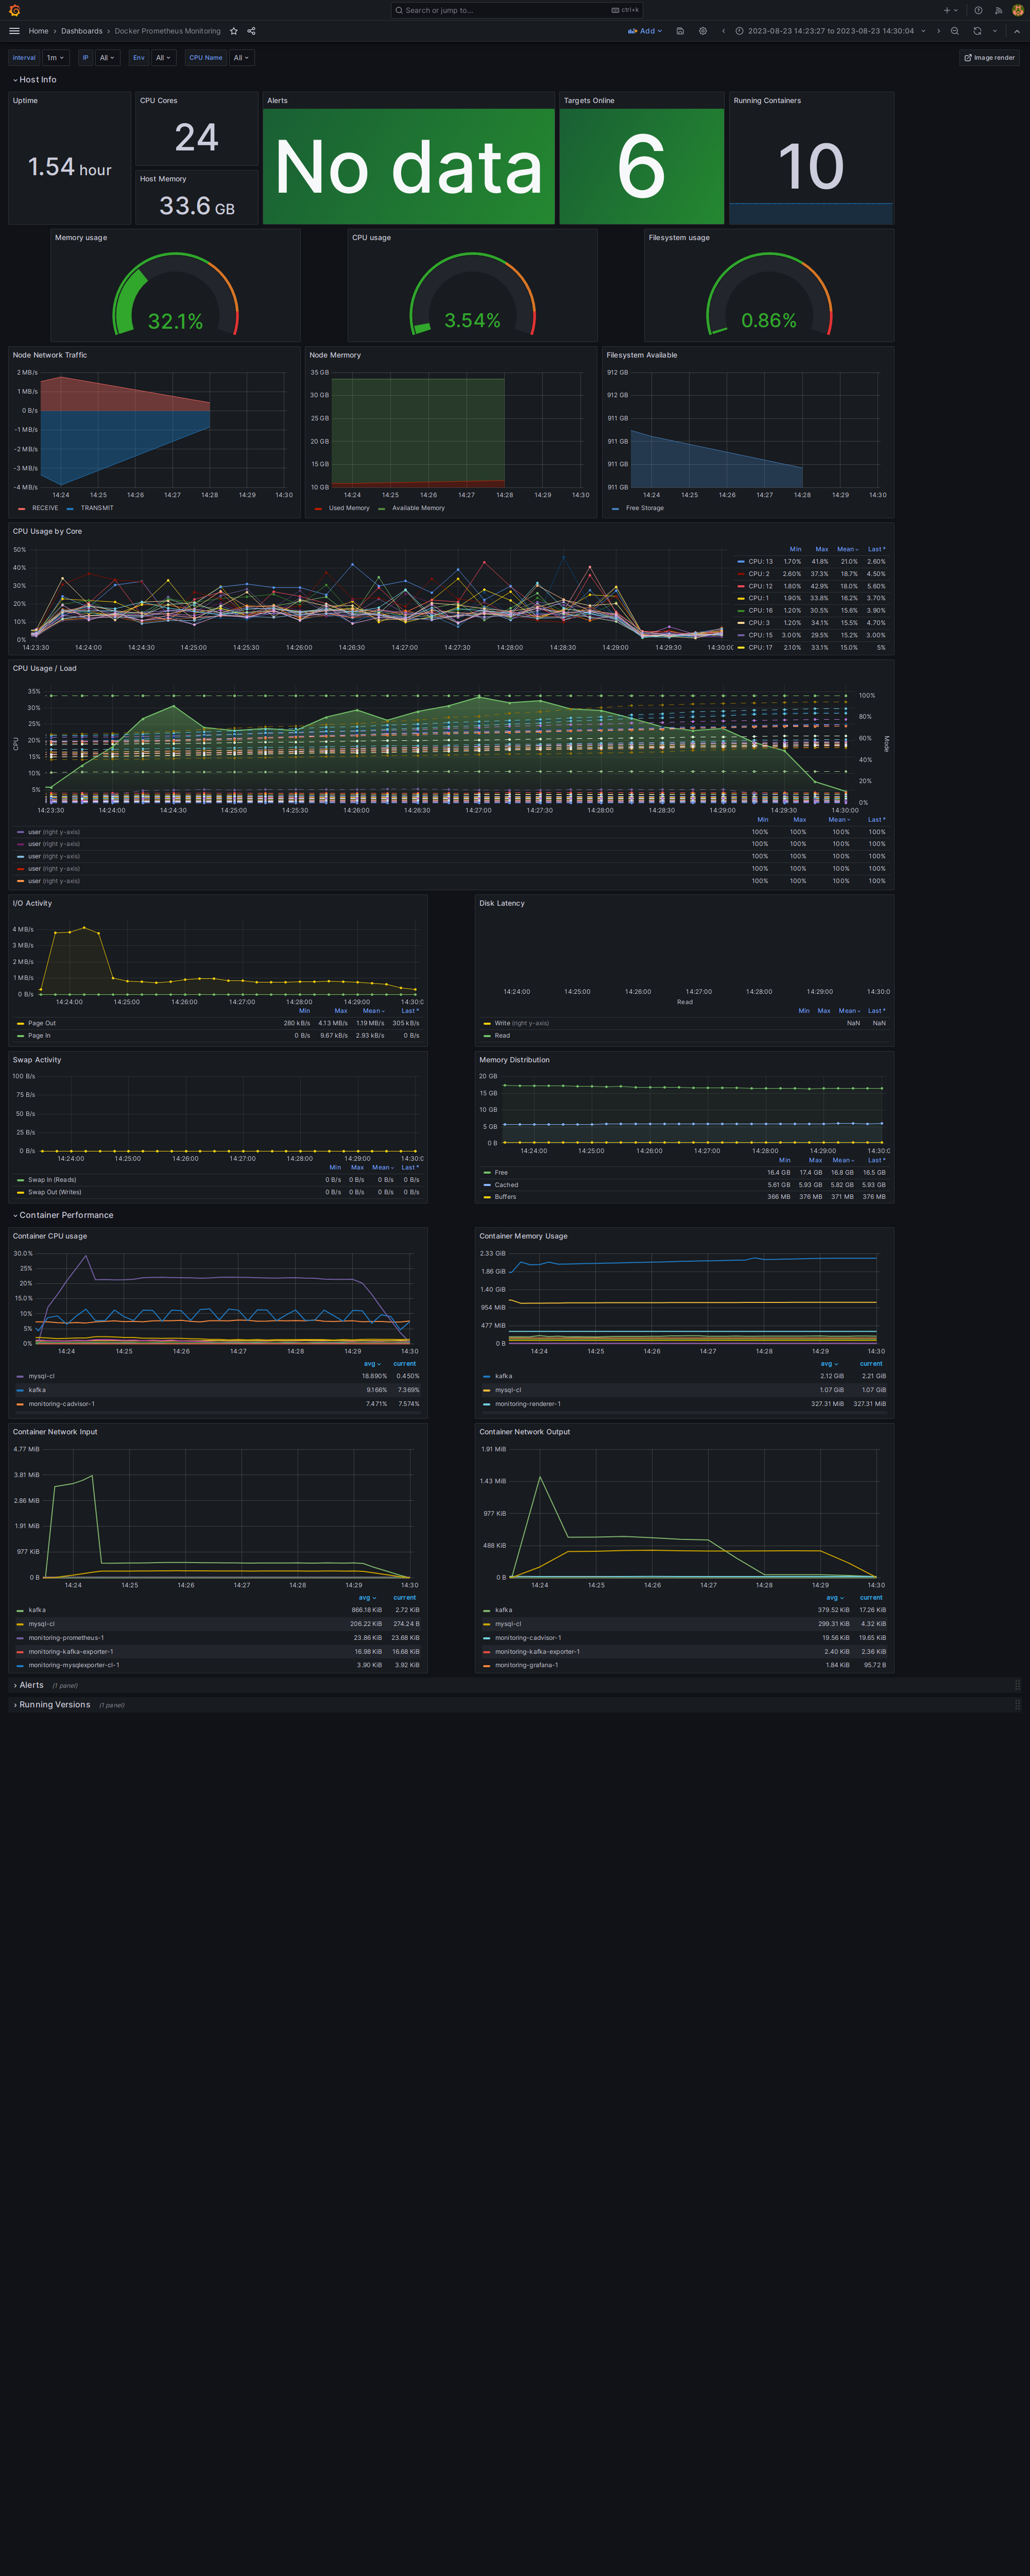 Search or jump to...
ctrl+k
Home › Dashboards › Docker Prometheus Monitoring
Add
2023-08-23 14:23:27 to 2023-08-23 14:30:04
Interval 1m IP All Env All CPU Name All
Image render
Host Info
Uptime
1.54 hour
CPU Cores
24
Host Memory
33.6 GB
Alerts
No data
Targets Online
6
Running Containers
10
Memory usage
32.1%
CPU usage
3.54%
Filesystem usage
0.86%
Node Network Traffic
2 MB/s
1 MB/s
0 B/s
-1 MB/s
-2 MB/s
-3 MB/s
-4 MB/s
14:24 14:25 14:26 14:27 14:28 14:29 14:30
RECEIVE TRANSMIT
Node Mermory
35 GB
30 GB
25 GB
20 GB
15 GB
10 GB
14:24 14:25 14:26 14:27 14:28 14:29 14:30
Used Memory Available Memory
Filesystem Available
912 GB
912 GB
911 GB
911 GB
911 GB
911 GB
14:24 14:25 14:26 14:27 14:28 14:29 14:30
Free Storage
CPU Usage by Core
50%
40%
30%
20%
10%
0%
14:23:30 14:24:00 14:24:30 14:25:00 14:25:30 14:26:00 14:26:30 14:27:00 14:27:30 14:28:00 14:28:30 14:29:00 14:29:30 14:30:00
Min Max Mean Last *
CPU: 13 1.70% 41.8% 21.0% 2.60%
CPU: 2 2.60% 37.3% 18.7% 4.50%
CPU: 12 1.80% 42.9% 18.0% 5.60%
CPU: 1 1.90% 33.8% 16.2% 3.70%
CPU: 16 1.20% 30.5% 15.6% 3.90%
CPU: 3 1.20% 34.1% 15.5% 4.70%
CPU: 15 3.00% 29.5% 15.2% 3.00%
CPU: 17 2.10% 33.1% 15.0% 5%
CPU Usage / Load
35%
30%
25%
20%
15%
10%
5%
CPU
100%
80%
60%
40%
20%
0%
Mode
14:23:30 14:24:00 14:24:30 14:25:00 14:25:30 14:26:00 14:26:30 14:27:00 14:27:30 14:28:00 14:28:30 14:29:00 14:29:30 14:30:00
Min Max Mean Last *
user (right y-axis) 100% 100% 100% 100%
user (right y-axis) 100% 100% 100% 100%
user (right y-axis) 100% 100% 100% 100%
user (right y-axis) 100% 100% 100% 100%
user (right y-axis) 100% 100% 100% 100%
I/O Activity
4 MB/s
3 MB/s
2 MB/s
1 MB/s
0 B/s
14:24:00 14:25:00 14:26:00 14:27:00 14:28:00 14:29:00 14:30:0
Min Max Mean Last *
Page Out 280 kB/s 4.13 MB/s 1.19 MB/s 305 kB/s
Page In 0 B/s 9.67 kB/s 2.93 kB/s 0 B/s
Disk Latency
14:24:00 14:25:00 14:26:00 14:27:00 14:28:00 14:29:00 14:30:0
Read
Min Max Mean Last *
Write (right y-axis) NaN NaN
Read
Swap Activity
100 B/s
75 B/s
50 B/s
25 B/s
0 B/s
14:24:00 14:25:00 14:26:00 14:27:00 14:28:00 14:29:00 14:30:0
Min Max Mean Last *
Swap In (Reads) 0 B/s 0 B/s 0 B/s 0 B/s
Swap Out (Writes) 0 B/s 0 B/s 0 B/s 0 B/s
Memory Distribution
20 GB
15 GB
10 GB
5 GB
0 B
14:24:00 14:25:00 14:26:00 14:27:00 14:28:00 14:29:00 14:30:0
Min Max Mean Last *
Free 16.4 GB 17.4 GB 16.8 GB 16.5 GB
Cached 5.61 GB 5.93 GB 5.82 GB 5.93 GB
Buffers 366 MB 376 MB 371 MB 376 MB
Container Performance
Container CPU usage
30.0%
25%
20%
15.0%
10%
5%
0%
14:24 14:25 14:26 14:27 14:28 14:29 14:30
avg current
mysql-cl 18.890% 0.450%
kafka 9.166% 7.369%
monitoring-cadvisor-1 7.471% 7.574%
Container Memory Usage
2.33 GiB
1.86 GiB
1.40 GiB
954 MiB
477 MiB
0 B
14:24 14:25 14:26 14:27 14:28 14:29 14:30
avg current
kafka 2.12 GiB 2.21 GiB
mysql-cl 1.07 GiB 1.07 GiB
monitoring-renderer-1 327.31 MiB 327.31 MiB
Container Network Input
4.77 MiB
3.81 MiB
2.86 MiB
1.91 MiB
977 KiB
0 B
14:24 14:25 14:26 14:27 14:28 14:29 14:30
avg current
kafka 866.18 KiB 2.72 KiB
mysql-cl 206.22 KiB 274.24 B
monitoring-prometheus-1 23.86 KiB 23.68 KiB
monitoring-kafka-exporter-1 16.98 KiB 16.68 KiB
monitoring-mysqlexporter-cl-1 3.90 KiB 3.92 KiB
Container Network Output
1.91 MiB
1.43 MiB
977 KiB
488 KiB
0 B
14:24 14:25 14:26 14:27 14:28 14:29 14:30
avg current
kafka 379.52 KiB 17.26 KiB
mysql-cl 299.31 KiB 4.32 KiB
monitoring-cadvisor-1 19.56 KiB 19.65 KiB
monitoring-kafka-exporter-1 2.40 KiB 2.36 KiB
monitoring-grafana-1 1.84 KiB 95.72 B
Alerts (1 panel)
Running Versions (1 panel)